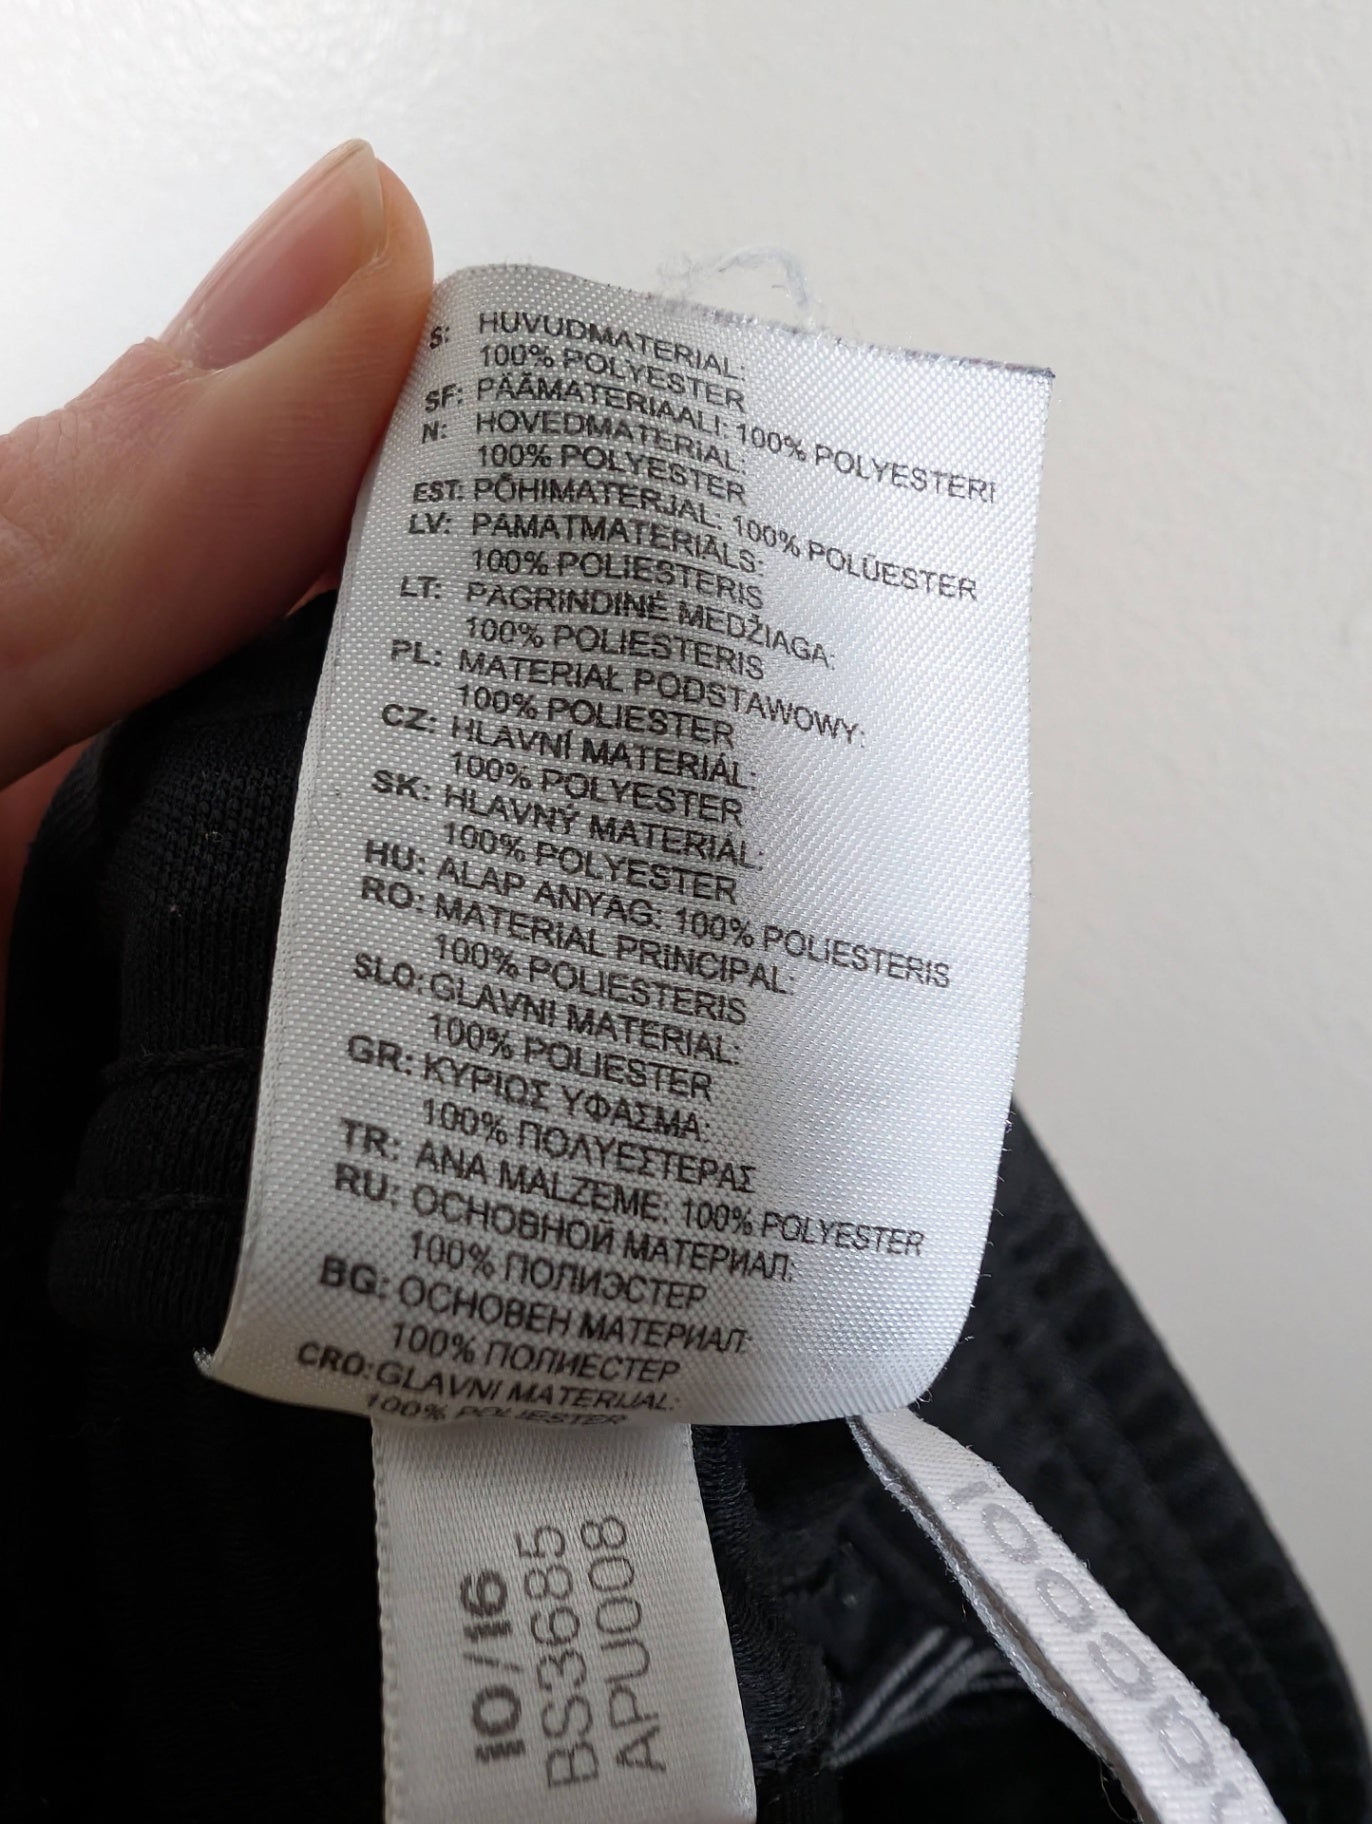 S: HUVUDMATERIAL:
100% POLYESTER
SF: PÄÄMATERIAALI: 100% POLYESTERI
N: HOVEDMATERIAL:
100% POLYESTER
EST: PÕHIMATERJAL: 100% POLÜESTER
LV: PAMATMATERIĀLS:
100% POLIESTERIS
LT: PAGRINDINĖ MEDŽIAGA:
100% POLIESTERIS
PL: MATERIAŁ PODSTAWOWY:
100% POLIESTER
CZ: HLAVNÍ MATERIÁL:
100% POLYESTER
SK: HLAVNÝ MATERIÁL:
100% POLYESTER
HU: ALAP ANYAG: 100% POLIESTERIS
RO: MATERIAL PRINCIPAL:
100% POLIESTERIS
SLO: GLAVNI MATERIAL:
100% POLIESTER
GR: ΚΥΡΙΟΣ ΥΦΑΣΜΑ:
100% ΠΟΛΥΕΣΤΕΡΑΣ
TR: ANA MALZEME: 100% POLYESTER
RU: ОСНОВНОЙ МАТЕРИАЛ:
100% ПОЛИЭСТЕР
BG: ОСНОВЕН МАТЕРИАЛ:
100% ПОЛИЕСТЕР
CRO: GLAVNI MATERIJAL:
100% POLIESTER
10/16
BS3685
APU008